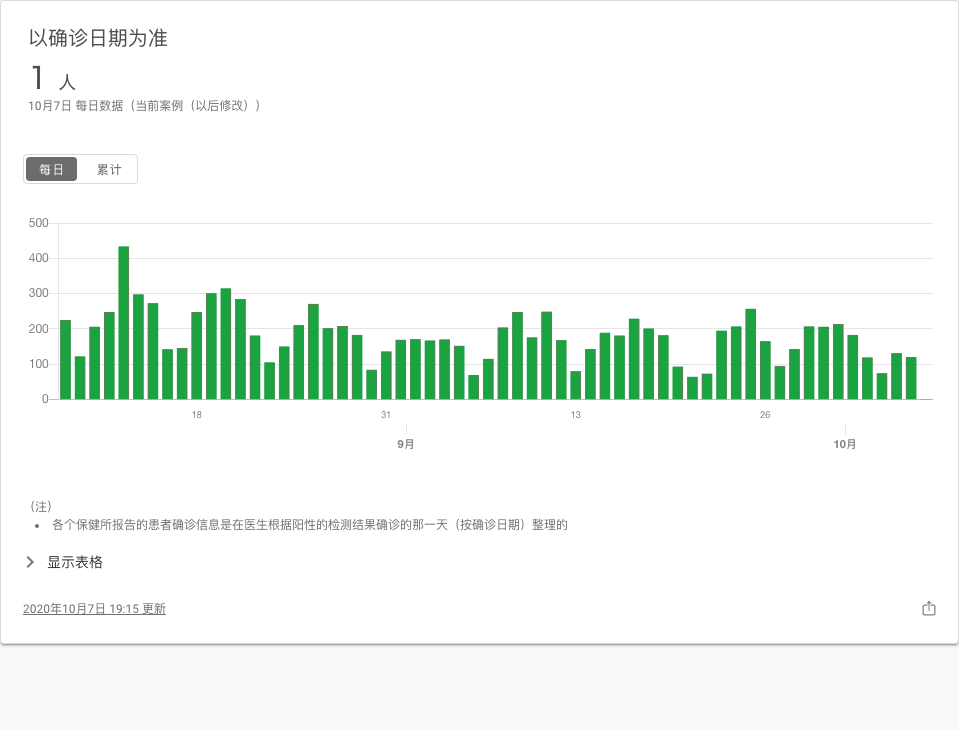 以确诊日期为准
1 人
10月7日 每日数据（当前案例（以后修改））
每日 累计
500
400
300
200
100
0
18 31 13 26
9月 10月
（注）
• 各个保健所报告的患者确诊信息是在医生根据阳性的检测结果确诊的那一天（按确诊日期）整理的
显示表格
2020年10月7日 19:15 更新